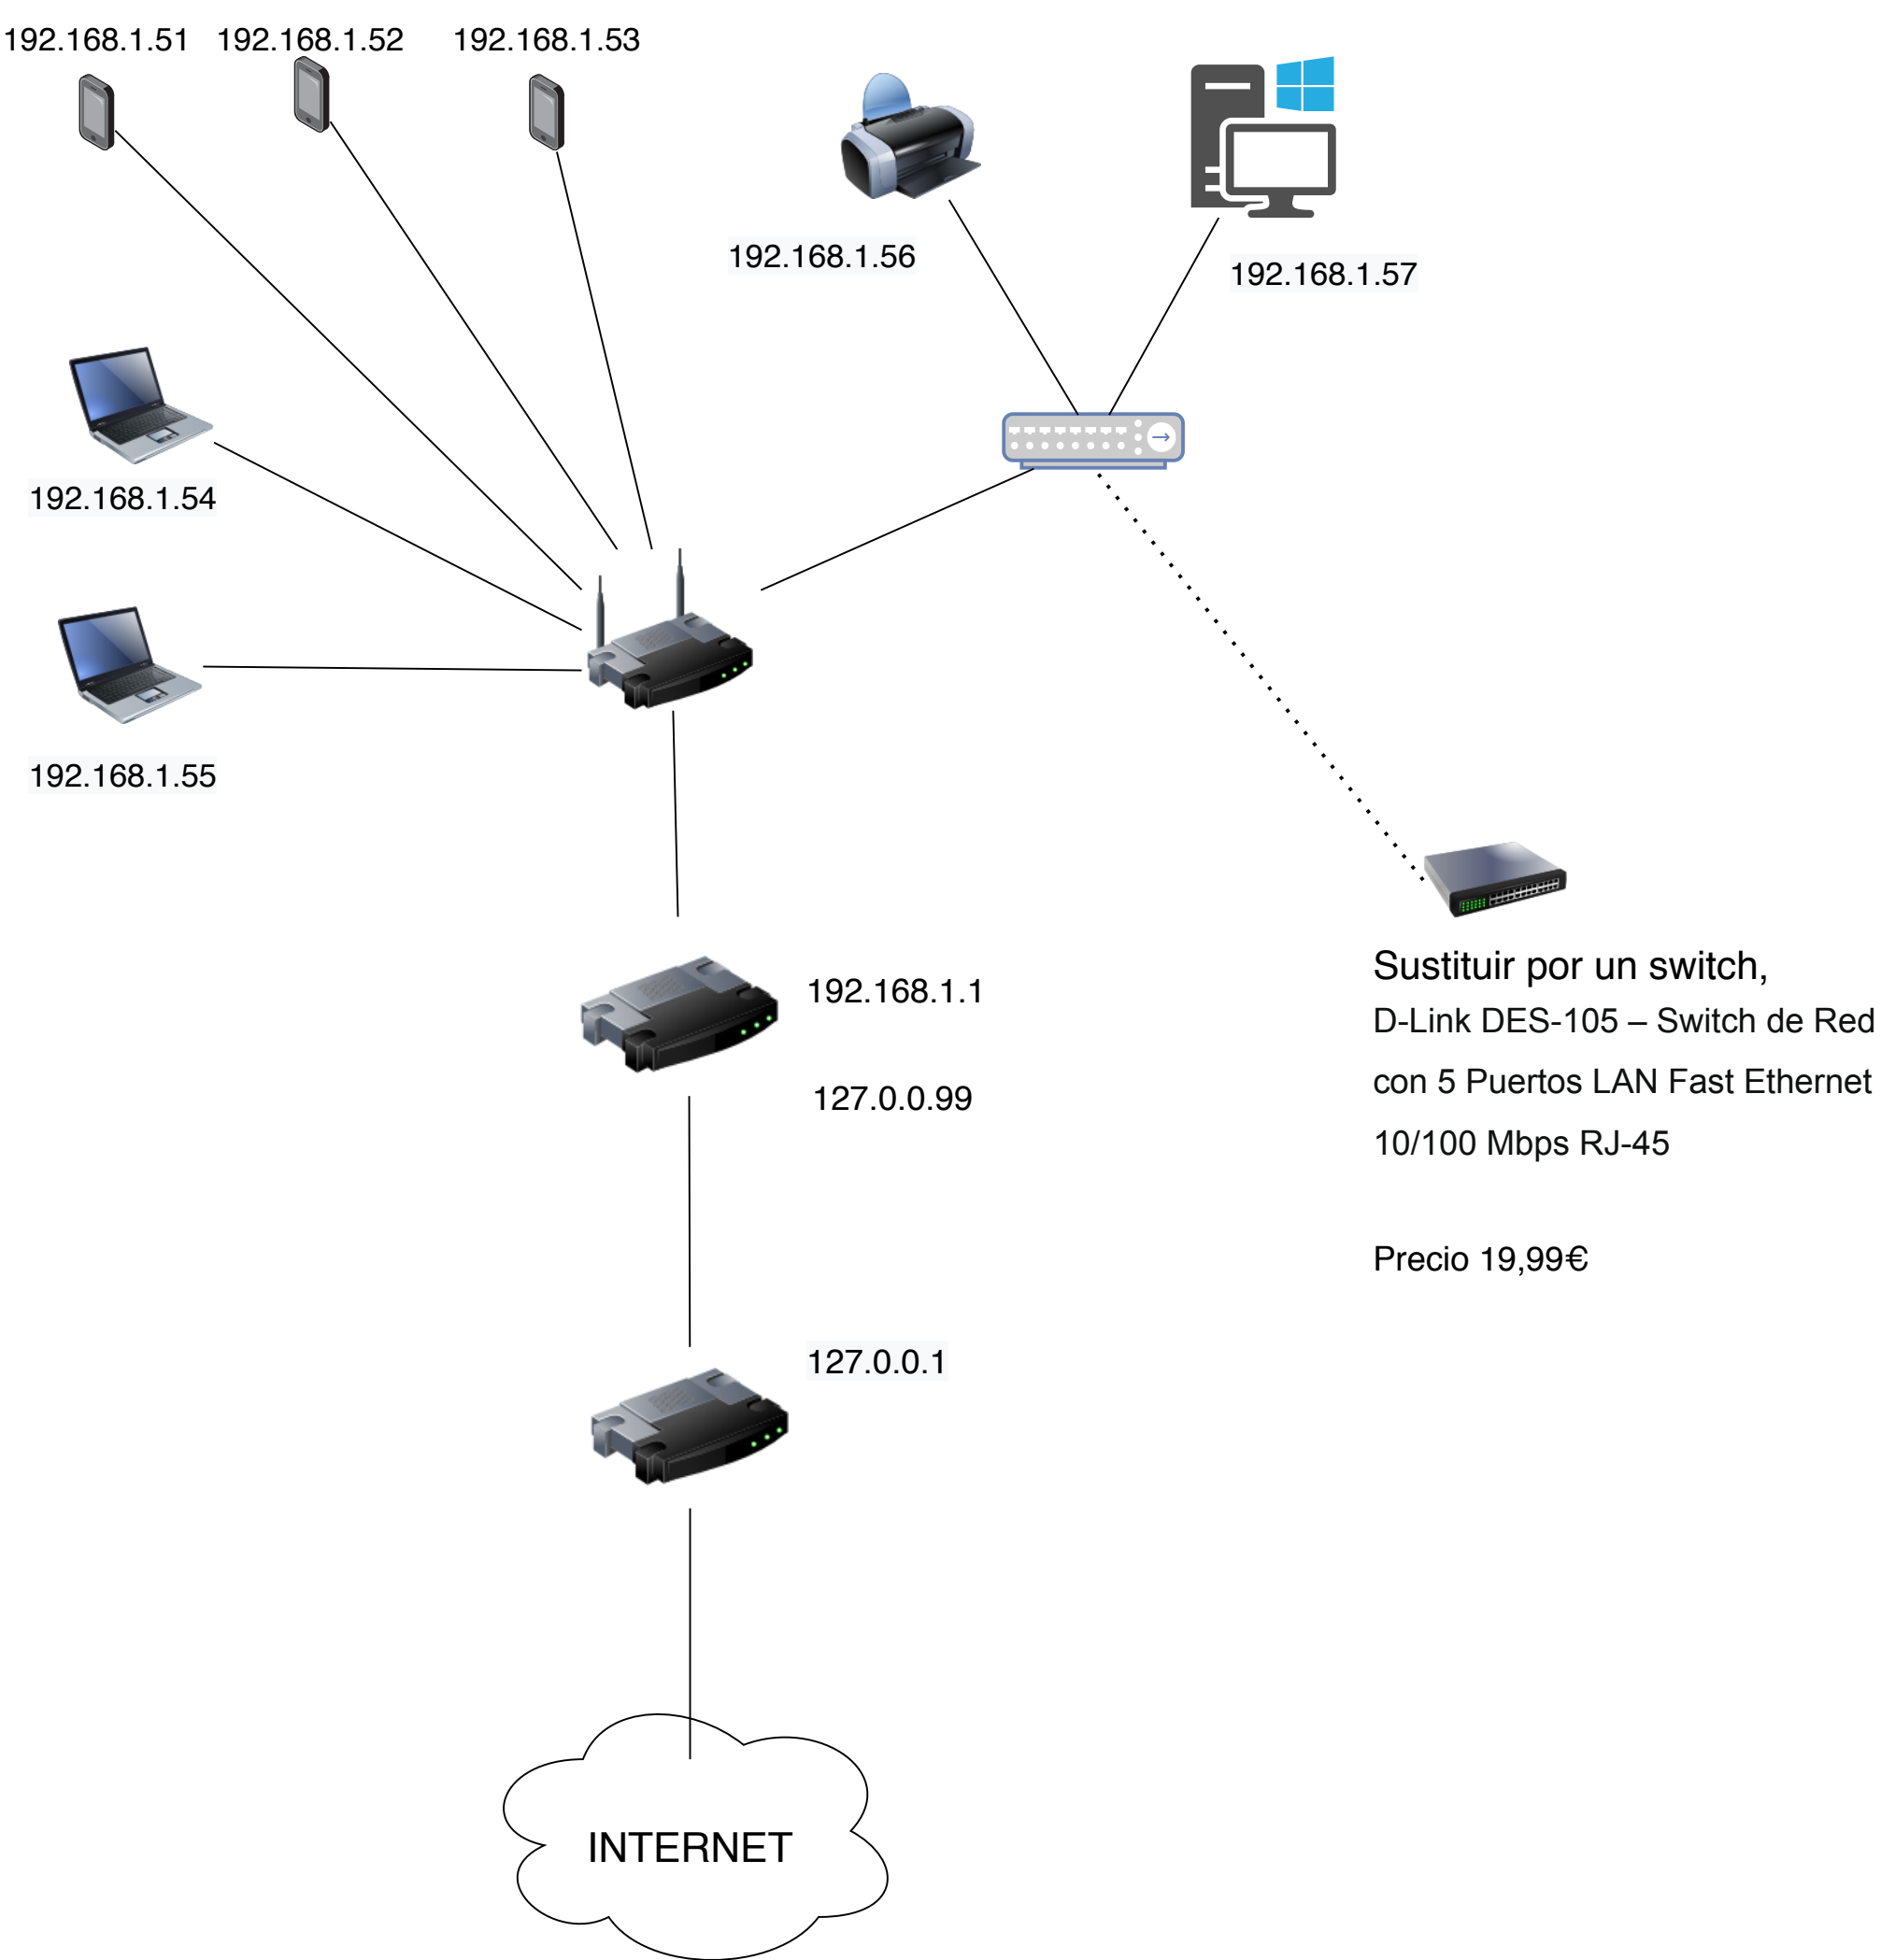 192.168.1.51
192.168.1.52
192.168.1.53
192.168.1.56
192.168.1.57
192.168.1.54
192.168.1.55
192.168.1.1
127.0.0.99
Sustituir por un switch,
D-Link DES-105 – Switch de Red
con 5 Puertos LAN Fast Ethernet
10/100 Mbps RJ-45
Precio 19,99€
127.0.0.1
INTERNET